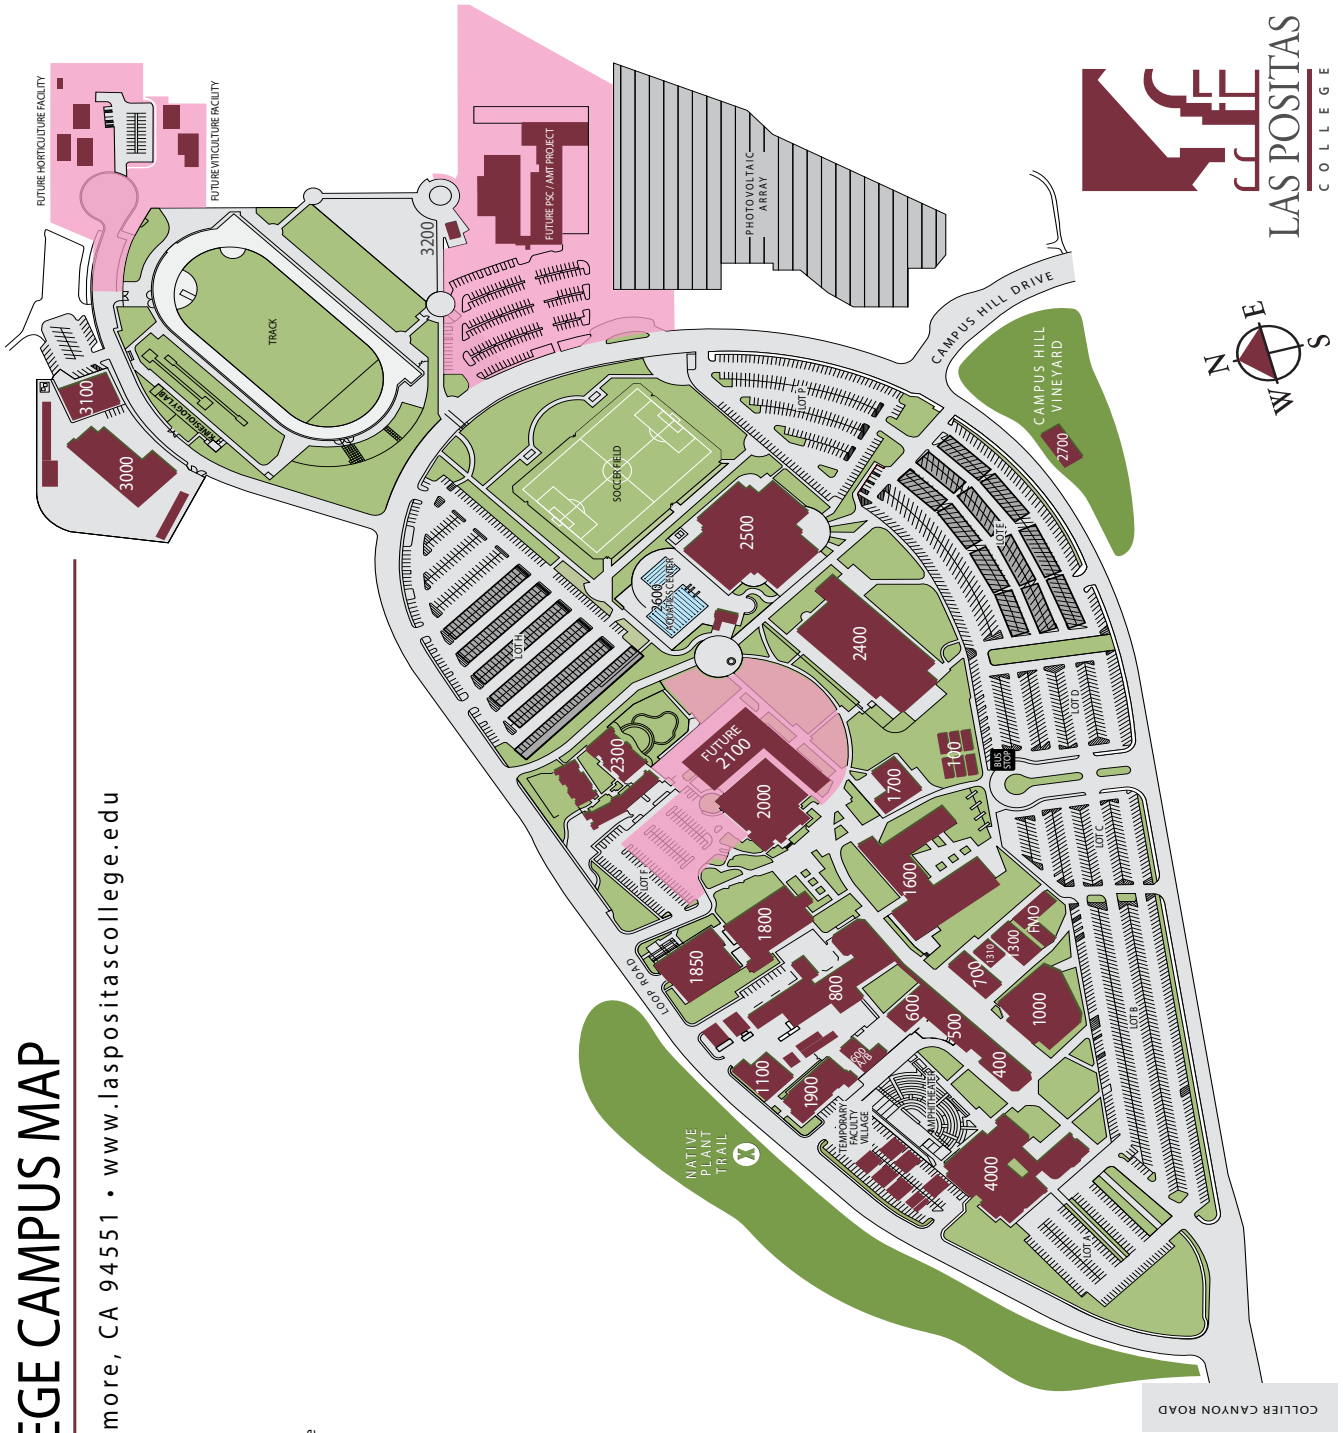 EGE CAMPUS MAP
more, CA 94551 • www.laspositascollege.edu
LAS POSITAS
COLLEGE
N
E
S
W
FUTURE HORTICULTURE FACILITY
FUTURE VITICULTURE FACILITY
FUTURE PSC / AMT PROJECT
PHOTOVOLTAIC
ARRAY
3200
TRACK
KINESIOLOGY LAB
3100
3000
CAMPUS HILL DRIVE
CAMPUS HILL
VINEYARD
2700
SOCCER FIELD
LOT P
LOT E
LOT H
2500
2600
AQUATICS CENTER
2400
LOT D
BUS
STOP
100
1700
FUTURE
2100
2000
2300
LOT F
LOT C
1600
1800
1850
LOOP ROAD
FMO
1300
1310
700
1000
800
600
500
400
LOT B
1100
1900
600
A/B
AMPHITHEATER
TEMPORARY
FACULTY
VILLAGE
4000
LOT A
NATIVE
PLANT
TRAIL
COLLIER CANYON ROAD